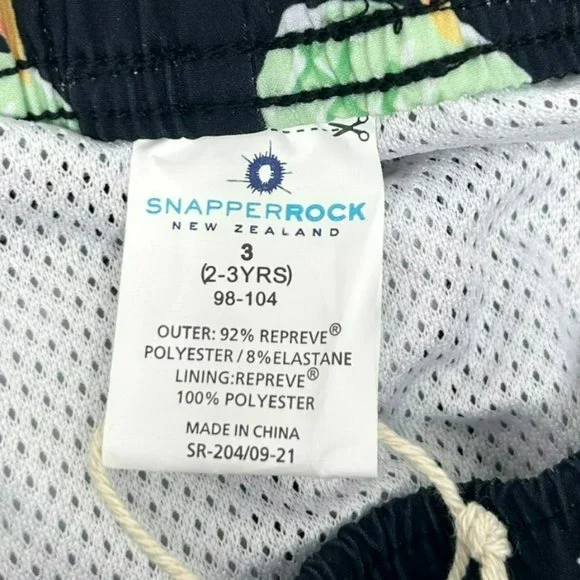 SNAPPERROCK
NEW ZEALAND
3
(2-3YRS)
98-104
OUTER: 92% REPREVE®
POLYESTER / 8% ELASTANE
LINING:REPREVE®
100% POLYESTER
MADE IN CHINA
SR-204/09-21